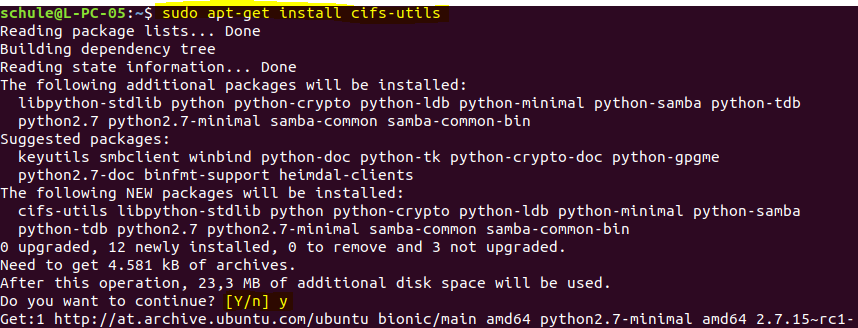 schule@L-PC-05:~$ sudo apt-get install cifs-utils
Reading package lists... Done
Building dependency tree
Reading state information... Done
The following additional packages will be installed:
  libpython-stdlib python python-crypto python-ldb python-minimal python-samba python-tdb
  python2.7 python2.7-minimal samba-common samba-common-bin
Suggested packages:
  keyutils smbclient winbind python-doc python-tk python-crypto-doc python-gpgme
  python2.7-doc binfmt-support heimdal-clients
The following NEW packages will be installed:
  cifs-utils libpython-stdlib python python-crypto python-ldb python-minimal python-samba
  python-tdb python2.7 python2.7-minimal samba-common samba-common-bin
0 upgraded, 12 newly installed, 0 to remove and 3 not upgraded.
Need to get 4.581 kB of archives.
After this operation, 23,3 MB of additional disk space will be used.
Do you want to continue? [Y/n] y
Get:1 http://at.archive.ubuntu.com/ubuntu bionic/main amd64 python2.7-minimal amd64 2.7.15~rc1-